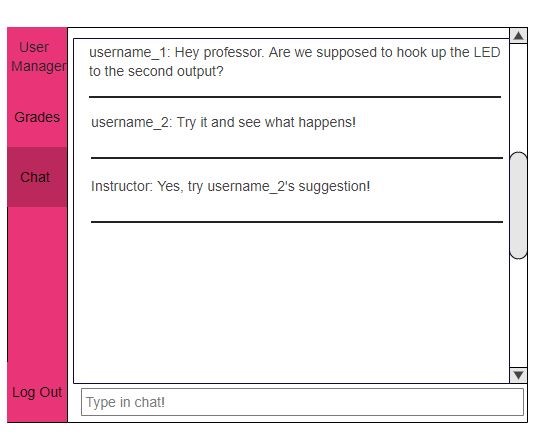 User
Manager
Grades
Chat
Log Out
username_1: Hey professor. Are we supposed to hook up the LED
to the second output?
username_2: Try it and see what happens!
Instructor: Yes, try username_2's suggestion!
Type in chat!